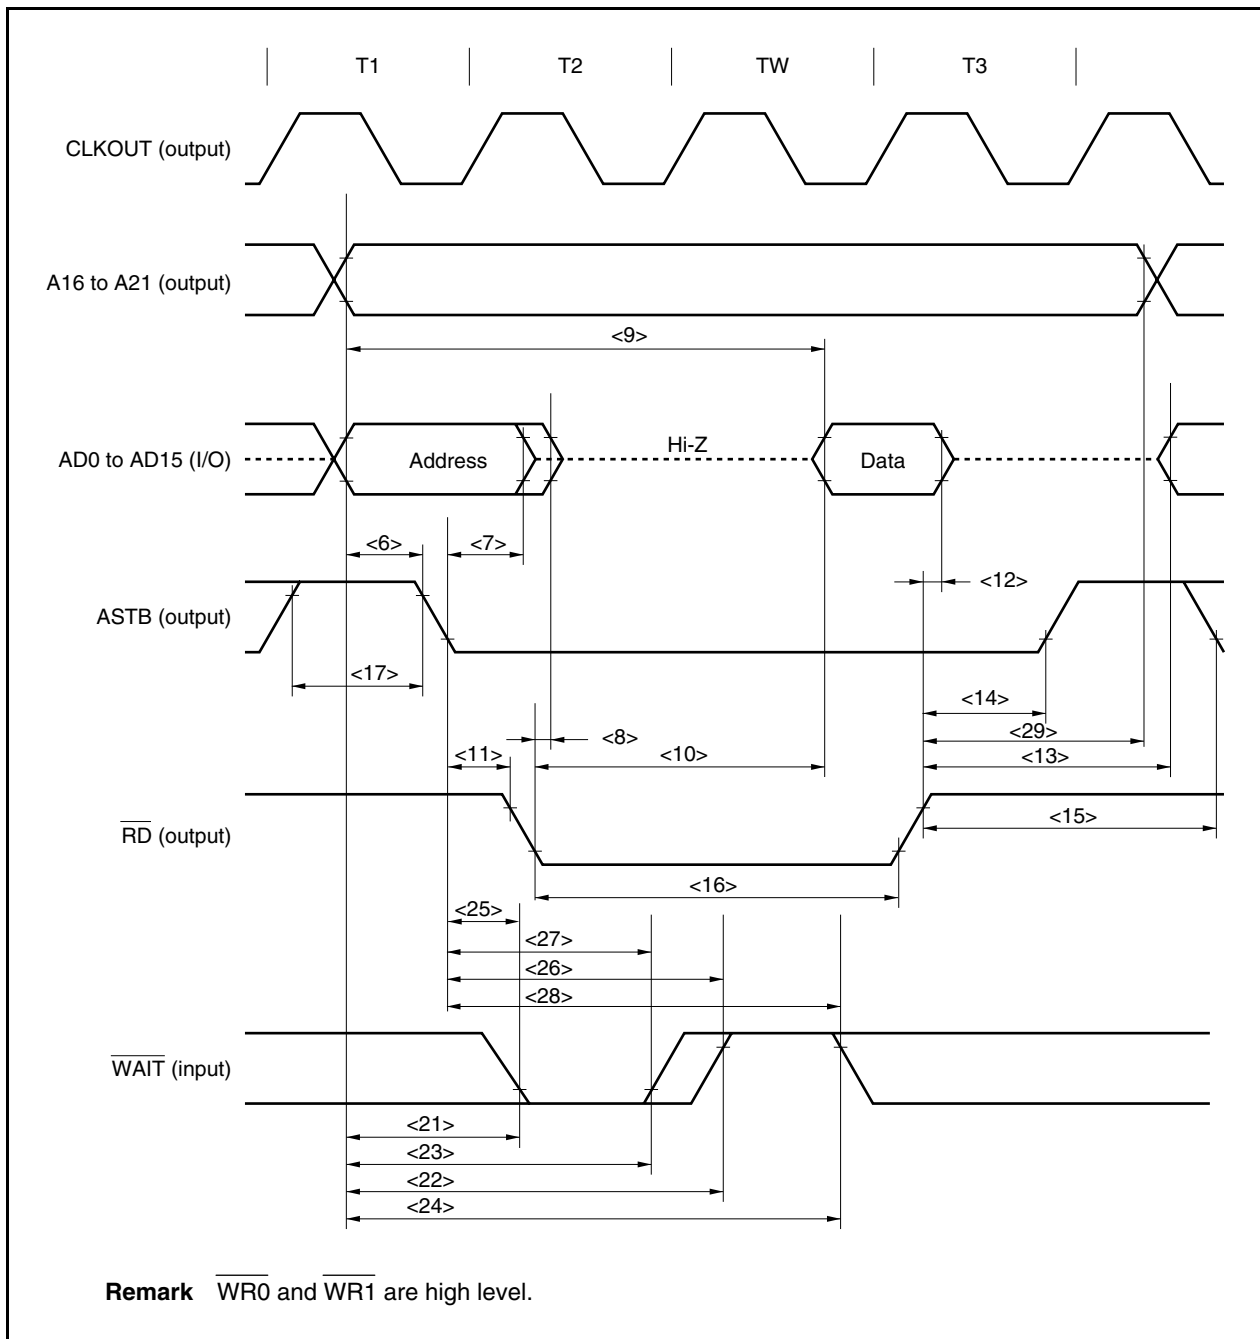 T1 T2 TW T3
CLKOUT (output)
A16 to A21 (output)
<9>
AD0 to AD15 (I/O)
Address
Hi-Z
Data
<6> <7>
<12>
ASTB (output)
<17>
<14>
<29>
<8>
<11> <10> <13>
RD (output)
<15>
<16>
<25>
<27>
<26>
<28>
WAIT (input)
<21>
<23>
<22>
<24>
Remark WR0 and WR1 are high level.